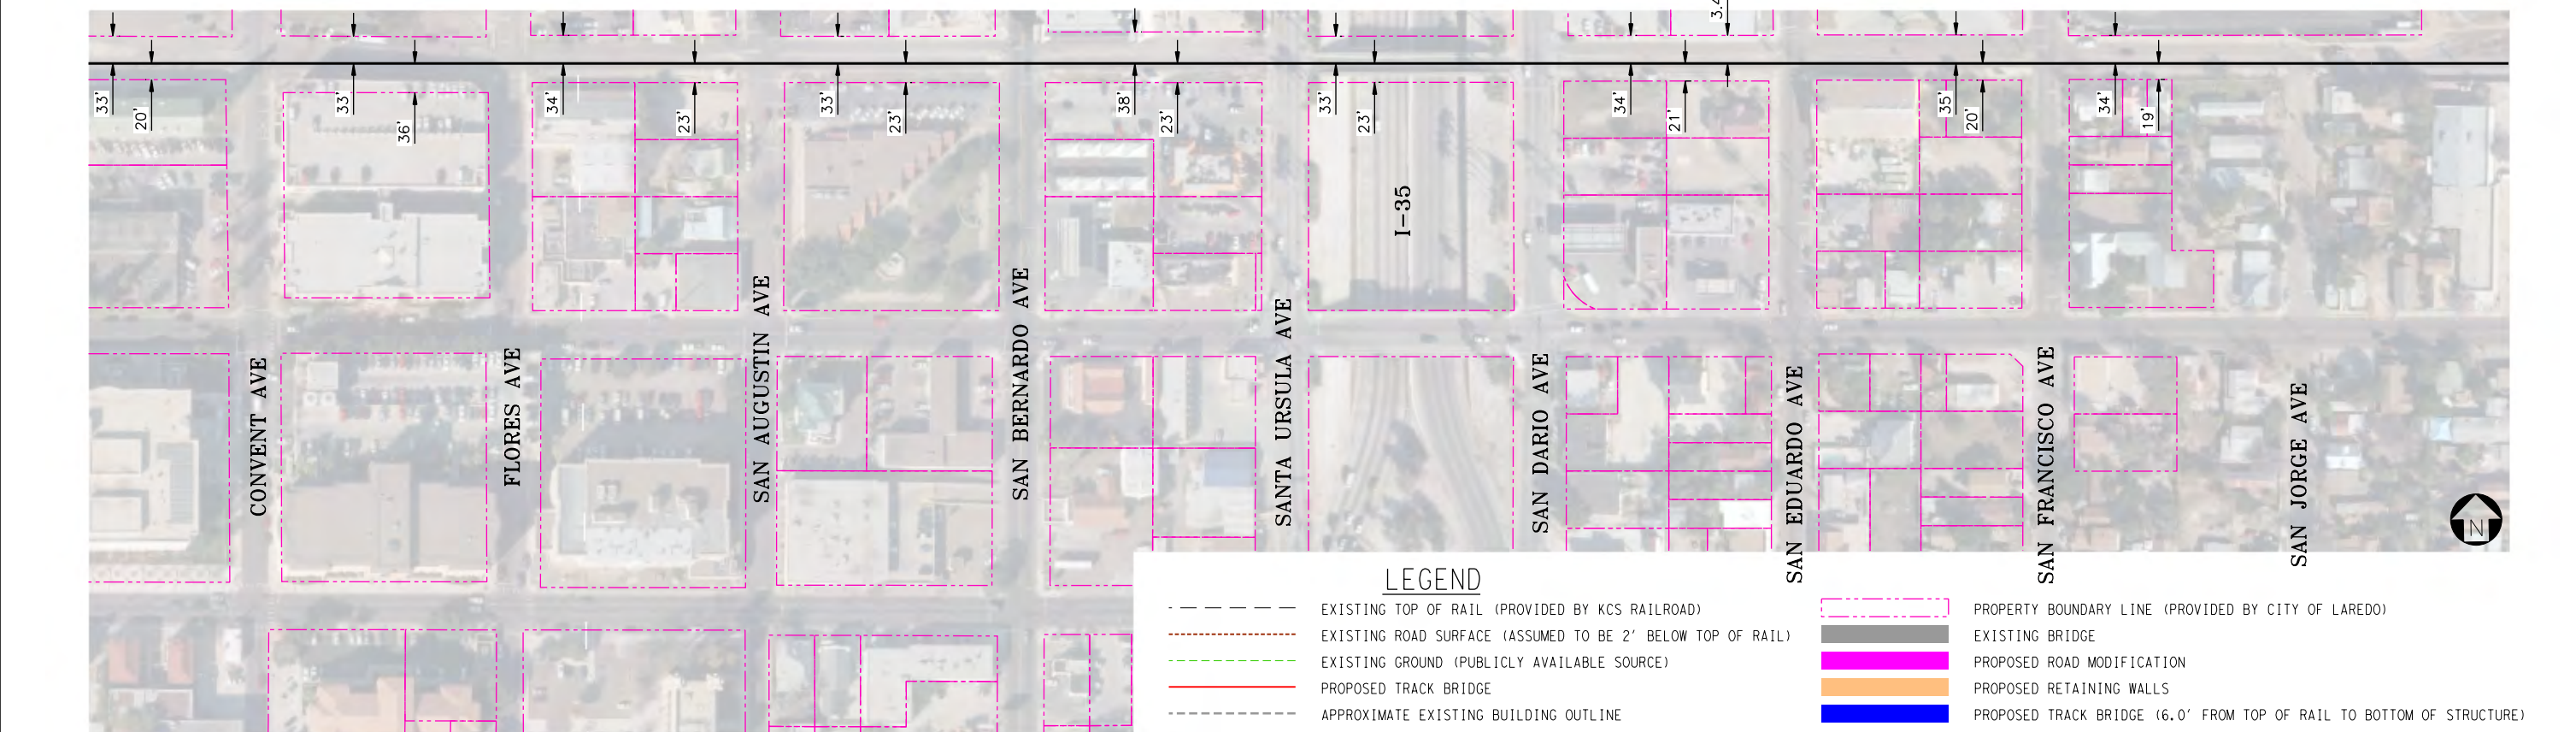 3.4
33'
20'
33'
36'
34'
23'
33'
23'
38'
23'
33'
23'
34'
21'
35'
20'
34'
19'
I-35
CONVENT AVE
FLORES AVE
SAN AUGUSTIN AVE
SAN BERNARDO AVE
SANTA URSULA AVE
SAN DARIO AVE
SAN EDUARDO AVE
SAN FRANCISCO AVE
SAN JORGE AVE
N
LEGEND
EXISTING TOP OF RAIL (PROVIDED BY KCS RAILROAD)
EXISTING ROAD SURFACE (ASSUMED TO BE 2' BELOW TOP OF RAIL)
EXISTING GROUND (PUBLICLY AVAILABLE SOURCE)
PROPOSED TRACK BRIDGE
APPROXIMATE EXISTING BUILDING OUTLINE
PROPERTY BOUNDARY LINE (PROVIDED BY CITY OF LAREDO)
EXISTING BRIDGE
PROPOSED ROAD MODIFICATION
PROPOSED RETAINING WALLS
PROPOSED TRACK BRIDGE (6.0' FROM TOP OF RAIL TO BOTTOM OF STRUCTURE)